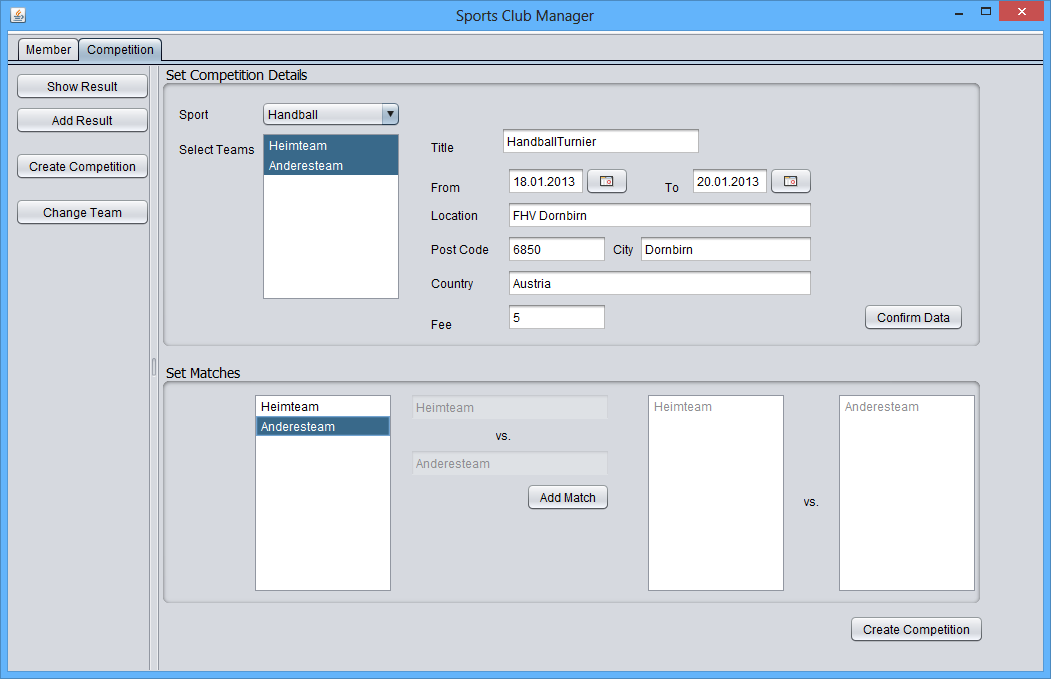 Sports Club Manager
Member Competition
Show Result
Add Result
Create Competition
Change Team
Set Competition Details
Sport Handball
Select Teams Heimteam
Anderesteam
Title HandballTurnier
From 18.01.2013 To 20.01.2013
Location FHV Dornbirn
Post Code 6850 City Dornbirn
Country Austria
Fee 5
Confirm Data
Set Matches
Heimteam
Anderesteam
Heimteam
vs.
Anderesteam
Add Match
Heimteam
vs.
Anderesteam
Create Competition